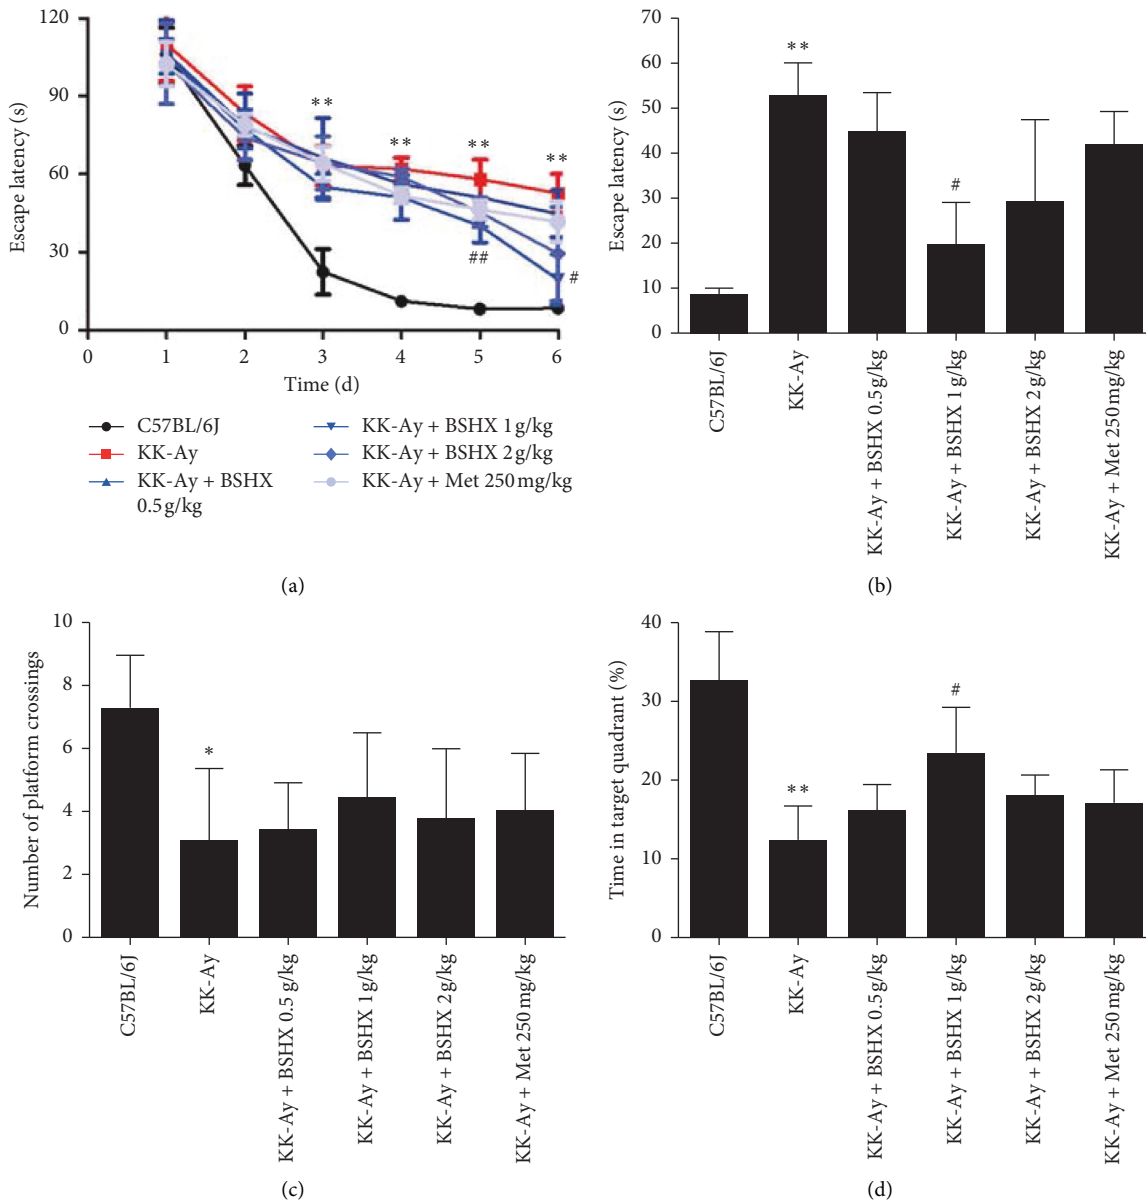 120
90
60
30
0
Escape latency (s)
**
**
**
**
##
#
0
1
2
3
4
5
6
Time (d)
C57BL/6J
KK-Ay
KK-Ay + BSHX
0.5 g/kg
KK-Ay + BSHX 1 g/kg
KK-Ay + BSHX 2 g/kg
KK-Ay + Met 250 mg/kg
(a)
70
60
50
40
30
20
10
0
Escape latency (s)
**
#
C57BL/6J
KK-Ay
KK-Ay + BSHX 0.5 g/kg
KK-Ay + BSHX 1 g/kg
KK-Ay + BSHX 2 g/kg
KK-Ay + Met 250 mg/kg
(b)
10
8
6
4
2
0
Number of platform crossings
*
C57BL/6J
KK-Ay
KK-Ay + BSHX 0.5 g/kg
KK-Ay + BSHX 1 g/kg
KK-Ay + BSHX 2 g/kg
KK-Ay + Met 250 mg/kg
(c)
40
30
20
10
0
Time in target quadrant (%)
**
#
C57BL/6J
KK-Ay
KK-Ay + BSHX 0.5 g/kg
KK-Ay + BSHX 1 g/kg
KK-Ay + BSHX 2 g/kg
KK-Ay + Met 250 mg/kg
(d)